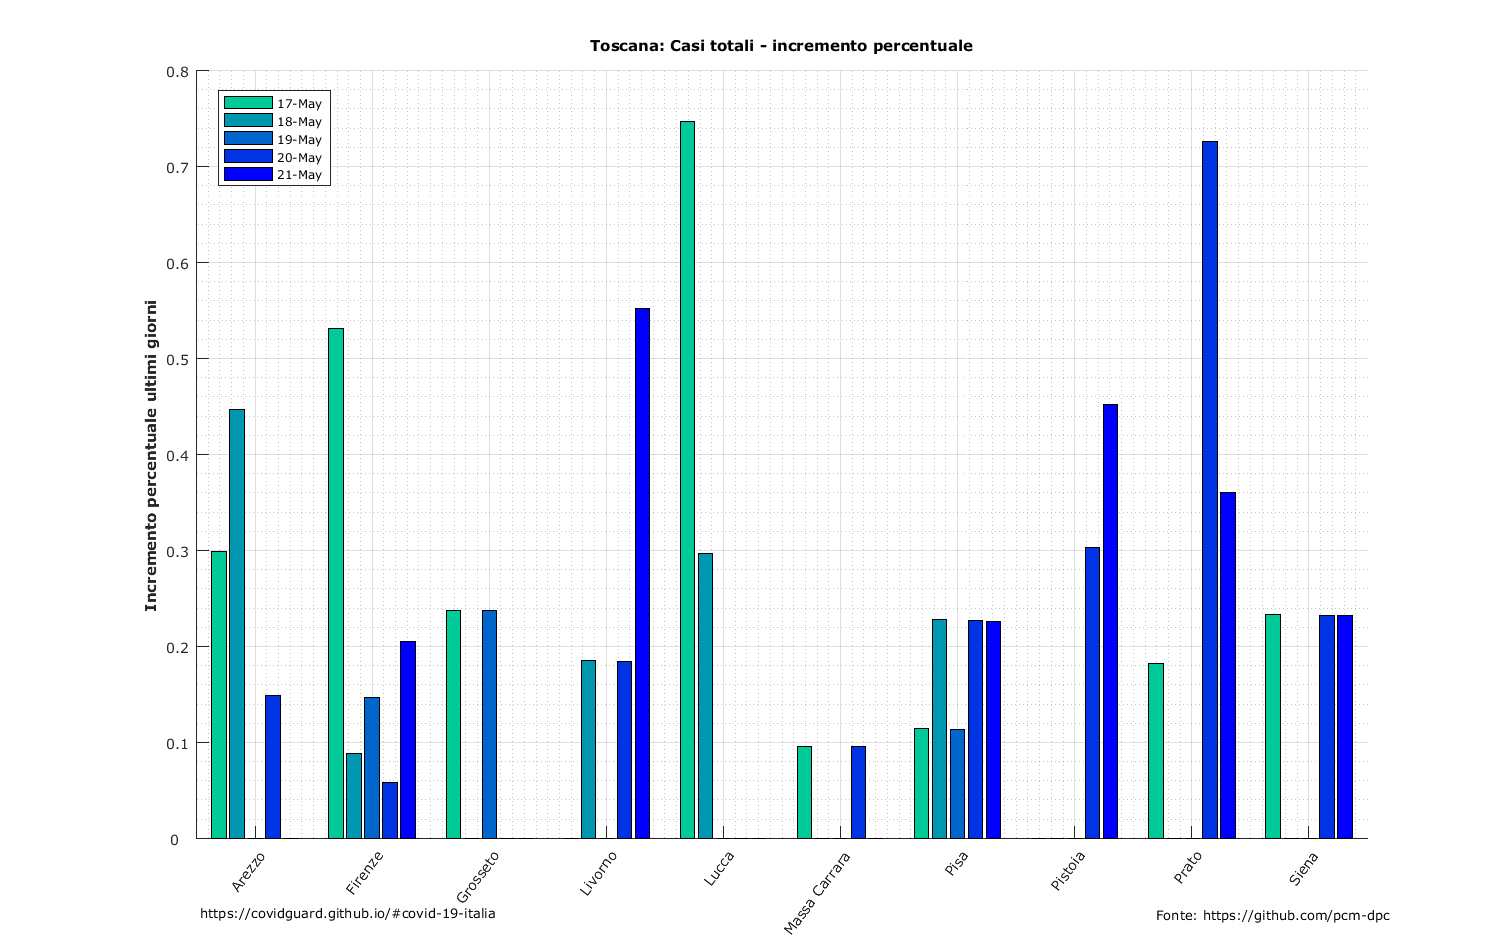 Toscana: Casi totali - incremento percentuale
17-May
18-May
19-May
20-May
21-May
Incremento percentuale ultimi giorni
0.8
0.7
0.6
0.5
0.4
0.3
0.2
0.1
0
Arezzo
Firenze
Grosseto
Livorno
Lucca
Massa Carrara
Pisa
Pistoia
Prato
Siena
https://covidguard.github.io/#covid-19-italia
Fonte: https://github.com/pcm-dpc